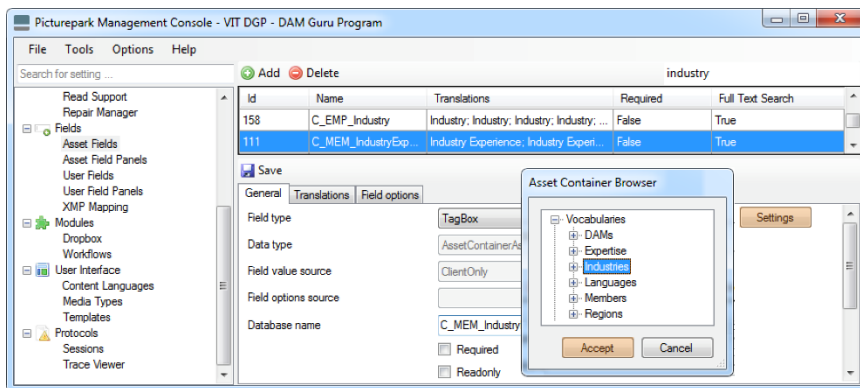 Picturepark Management Console - VIT DGP - DAM Guru Program
File Tools Options Help
Search for setting ...
Add Delete industry
Read Support
Repair Manager
Fields
Asset Fields
Asset Field Panels
User Fields
User Field Panels
XMP Mapping
Modules
Dropbox
Workflows
User Interface
Content Languages
Media Types
Templates
Protocols
Sessions
Trace Viewer
Id Name Translations Required Full Text Search
158 C_EMP_Industry Industry; Industry; Industry; Industry; ... False True
111 C_MEM_IndustryExp... Industry Experience; Industry Experi... False True
Save
General Translations Field options
Field type TagBox Settings
Data type AssetContainerAs
Field value source ClientOnly
Field options source
Database name C_MEM_Industry
Required
Readonly
Asset Container Browser
Vocabularies
DAMs
Expertise
Industries
Languages
Members
Regions
Accept Cancel